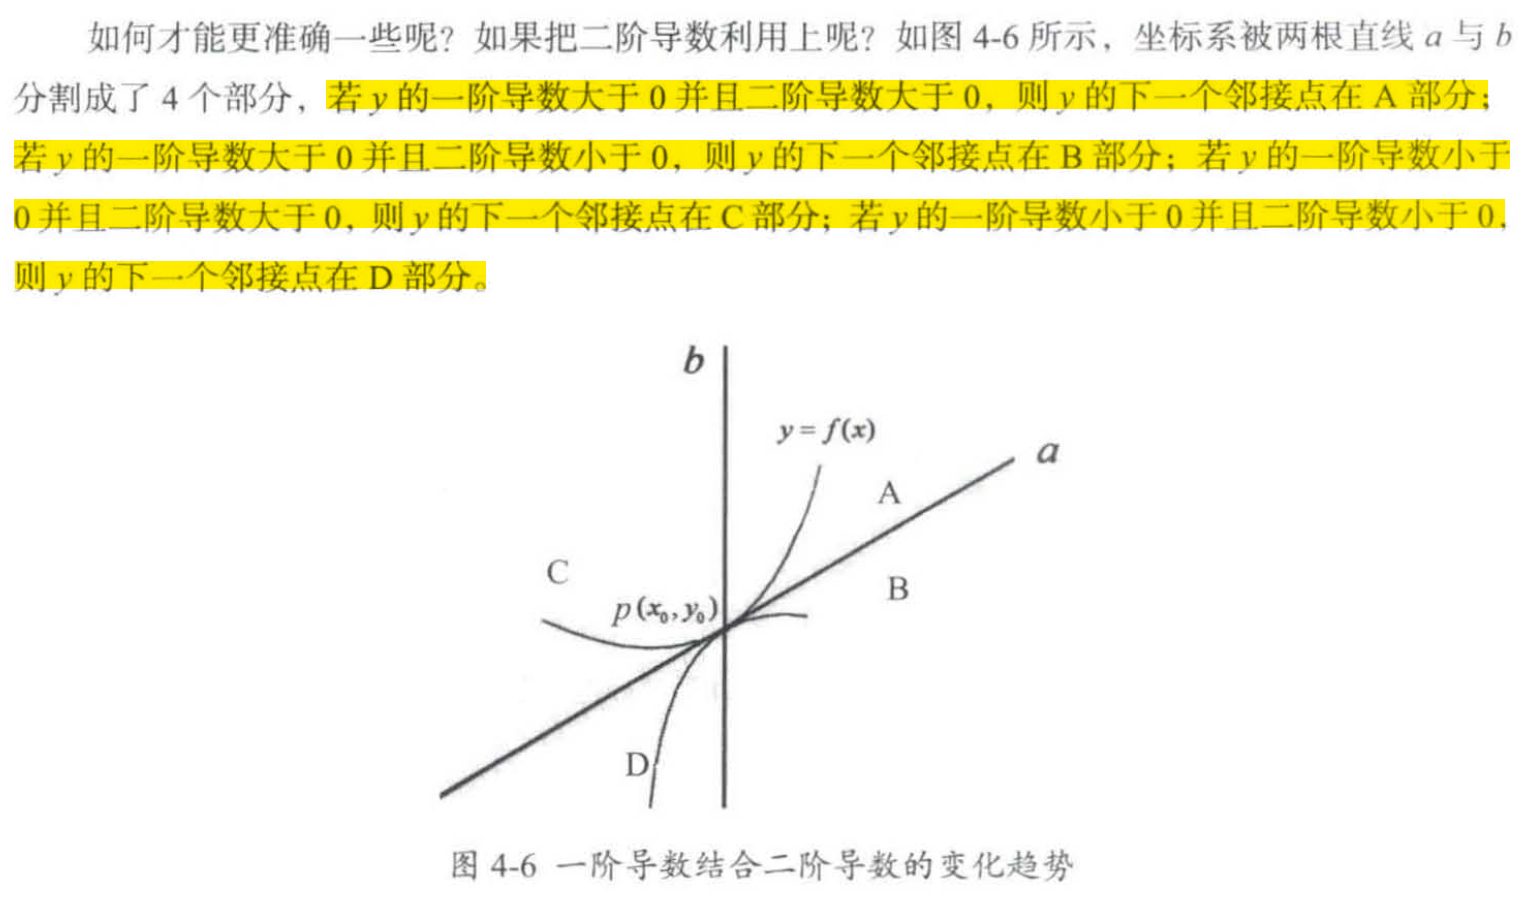 如何才能更准确一些呢？如果把二阶导数利用上呢？如图 4-6 所示，坐标系被两根直线 a 与 b
分割成了 4 个部分，若 y 的一阶导数大于 0 并且二阶导数大于 0，则 y 的下一个邻接点在 A 部分；
若 y 的一阶导数大于 0 并且二阶导数小于 0，则 y 的下一个邻接点在 B 部分；若 y 的一阶导数小于
0 并且二阶导数大于 0，则 y 的下一个邻接点在 C 部分；若 y 的一阶导数小于 0 并且二阶导数小于 0，
则 y 的下一个邻接点在 D 部分。
b
y = f(x)
a
A
C
B
p(x₀, y₀)
D
图 4-6 一阶导数结合二阶导数的变化趋势